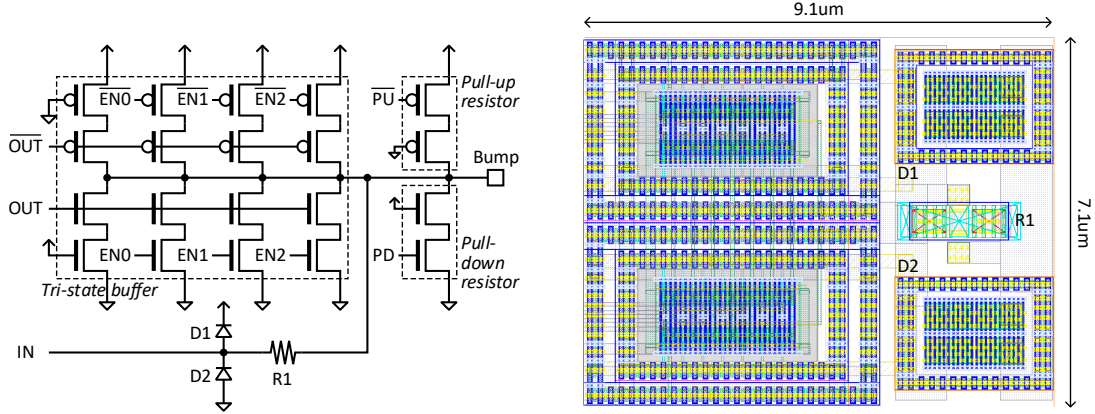 9.1um
EN0
EN1
EN2
PU
Pull-up
resistor
OUT
Bump
OUT
EN0
EN1
EN2
PD
Pull-
down
resistor
Tri-state buffer
D1
IN
D2
R1
D1
R1
D2
7.1um